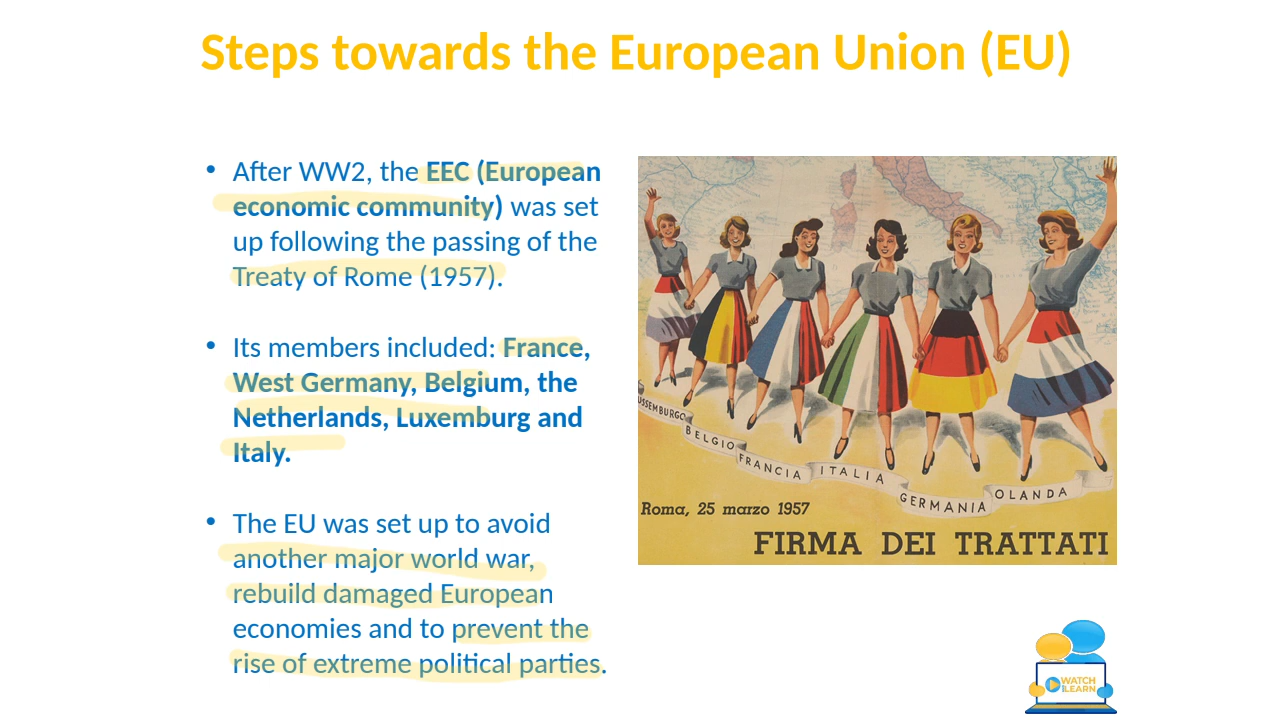 Steps towards the European Union (EU)
• After WW2, the EEC (European
economic community) was set
up following the passing of the
Treaty of Rome (1957).
• Its members included: France,
West Germany, Belgium, the
Netherlands, Luxemburg and
Italy.
• The EU was set up to avoid
another major world war,
rebuild damaged European
economies and to prevent the
rise of extreme political parties.
USSEMBURGO
BELGIO
FRANCIA
ITALIA
GERMANIA
OLANDA
Roma, 25 marzo 1957
FIRMA DEI TRATTATI
WATCH
AND LEARN